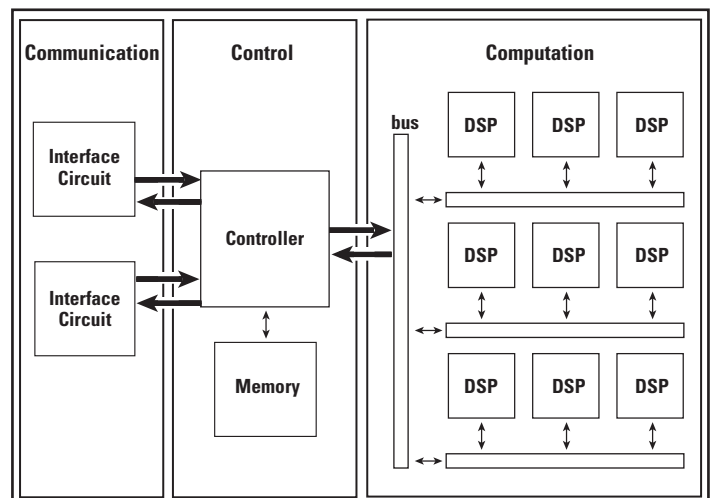 Communication
Control
Computation
Interface
Circuit
Interface
Circuit
Controller
Memory
bus
DSP
DSP
DSP
DSP
DSP
DSP
DSP
DSP
DSP